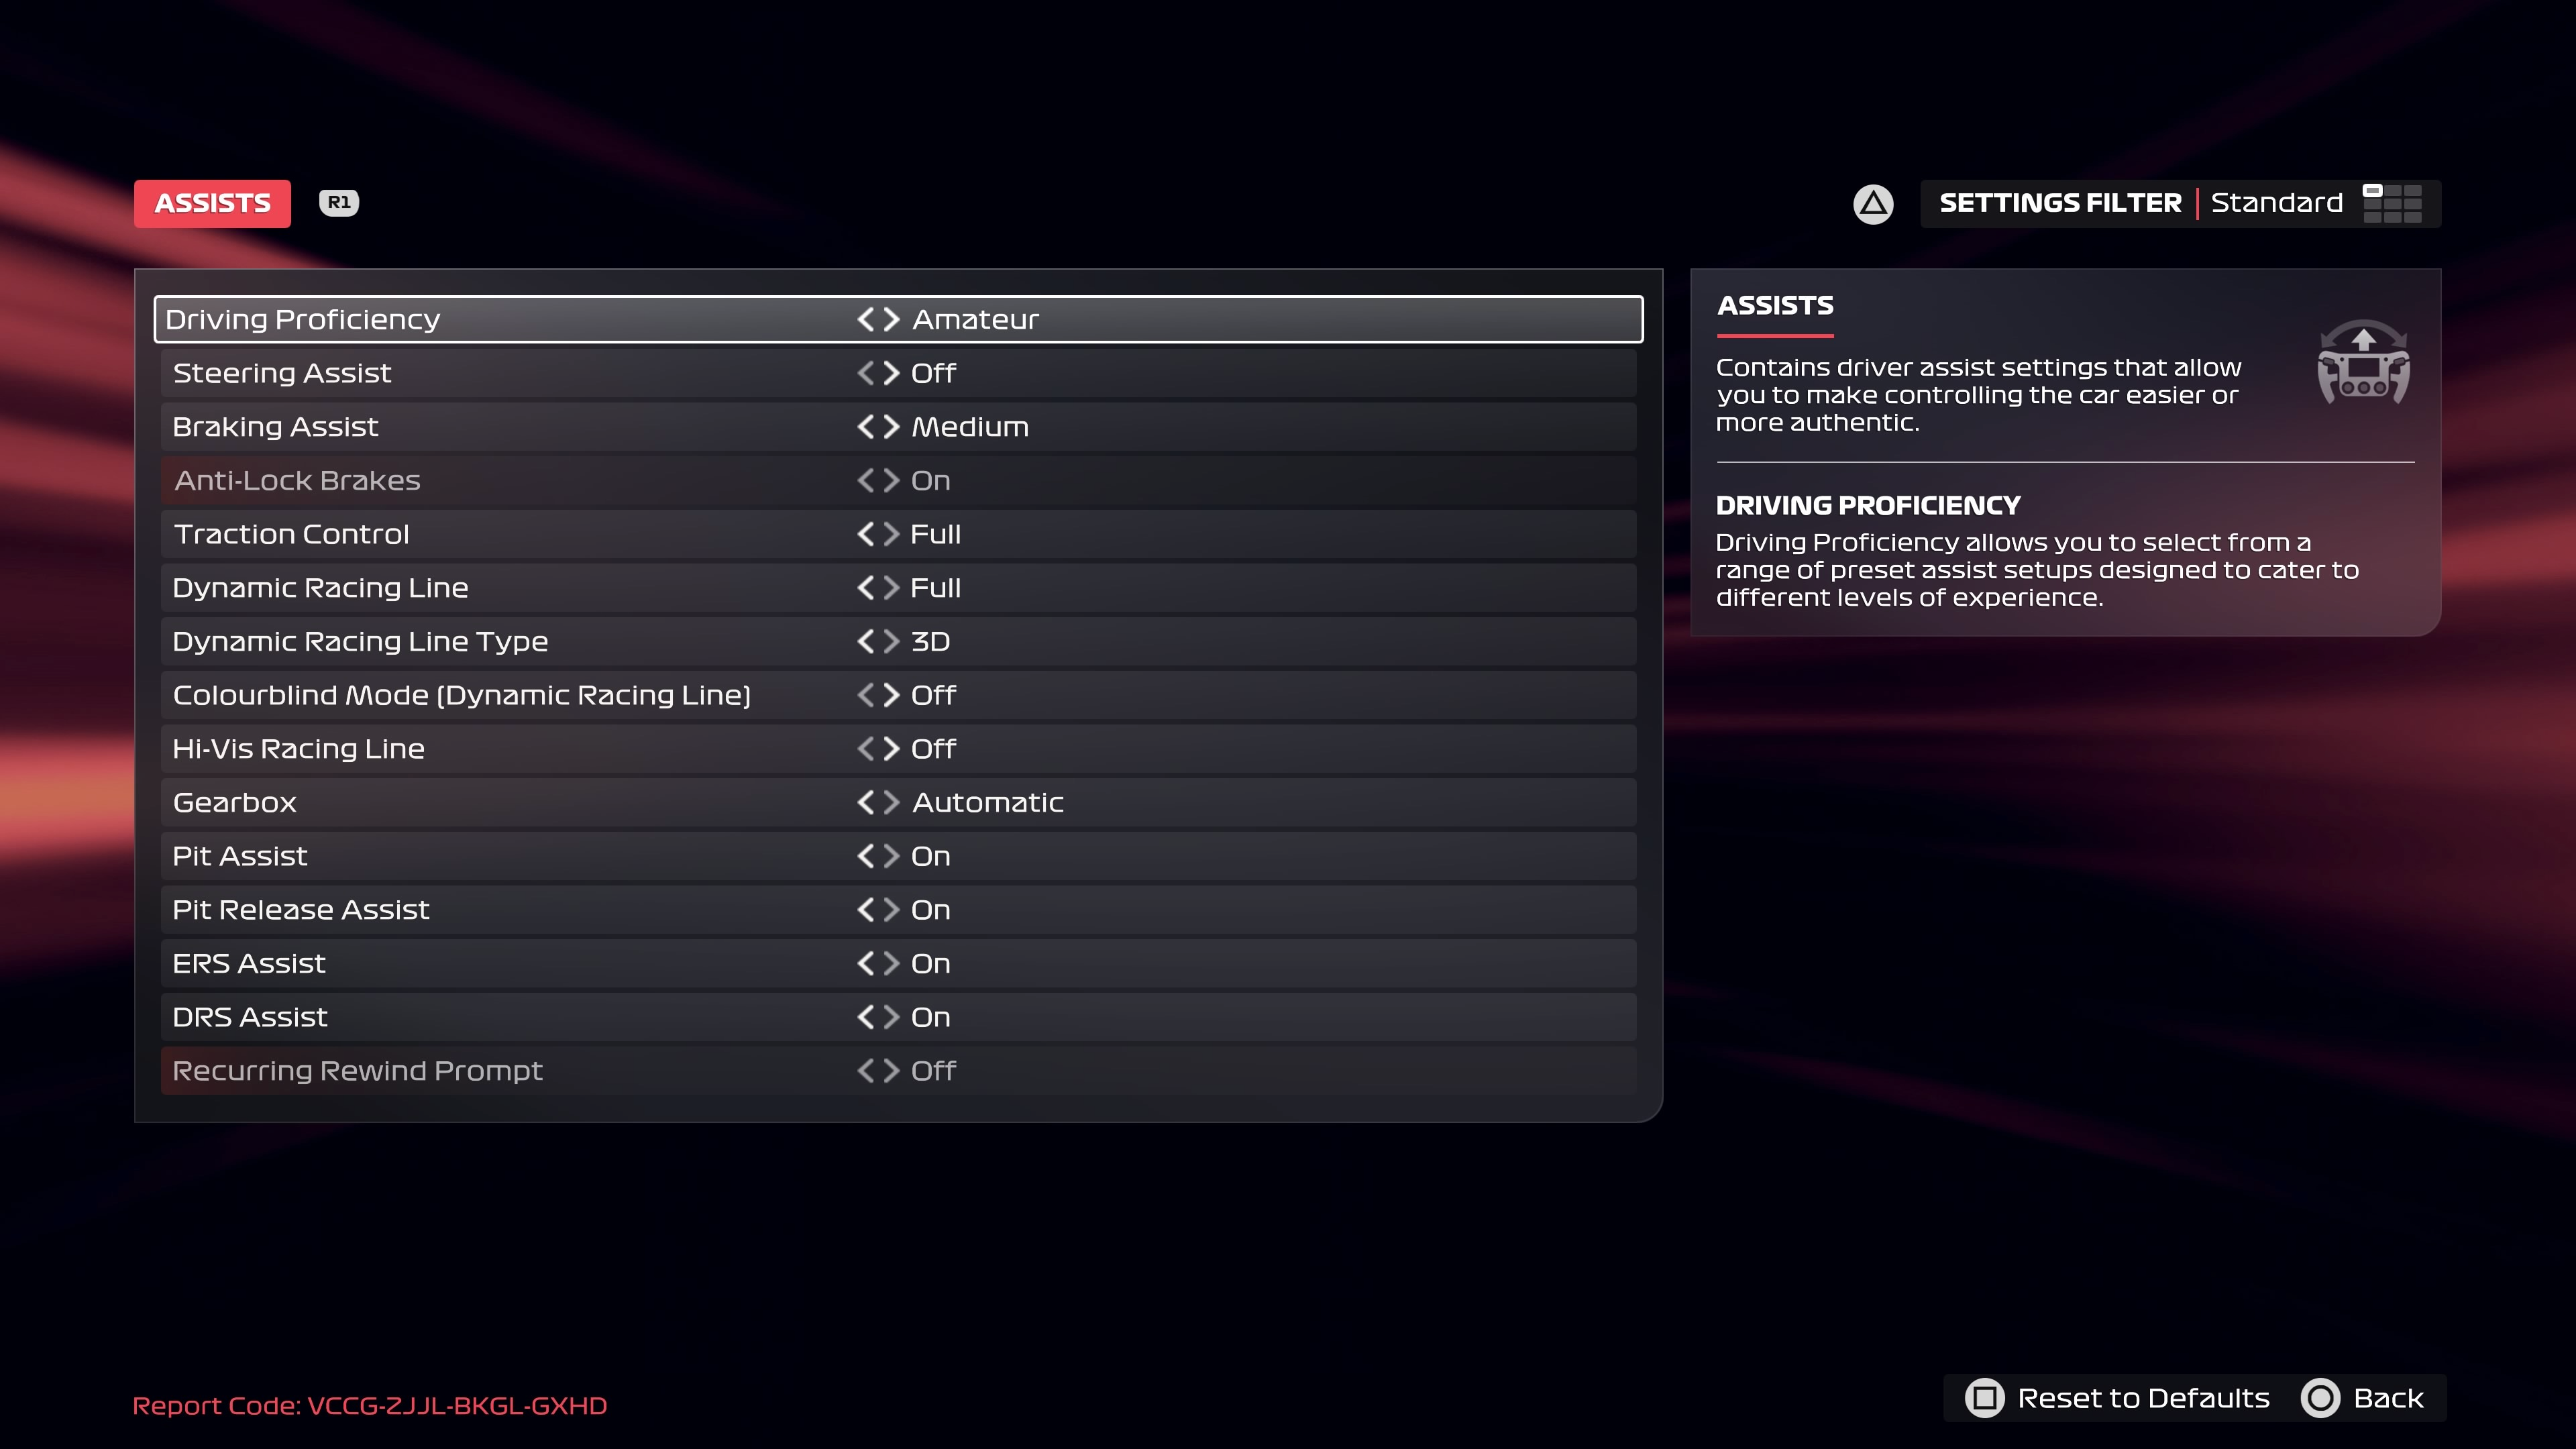 ASSISTS
R1
SETTINGS FILTER | Standard
Driving Proficiency Amateur
Steering Assist Off
Braking Assist Medium
Anti-Lock Brakes On
Traction Control Full
Dynamic Racing Line Full
Dynamic Racing Line Type 3D
Colourblind Mode (Dynamic Racing Line) Off
Hi-Vis Racing Line Off
Gearbox Automatic
Pit Assist On
Pit Release Assist On
ERS Assist On
DRS Assist On
Recurring Rewind Prompt Off
ASSISTS
Contains driver assist settings that allow
you to make controlling the car easier or
more authentic.
DRIVING PROFICIENCY
Driving Proficiency allows you to select from a
range of preset assist setups designed to cater to
different levels of experience.
Report Code: VCCG-ZJJL-BKGL-GXHD
Reset to Defaults
Back